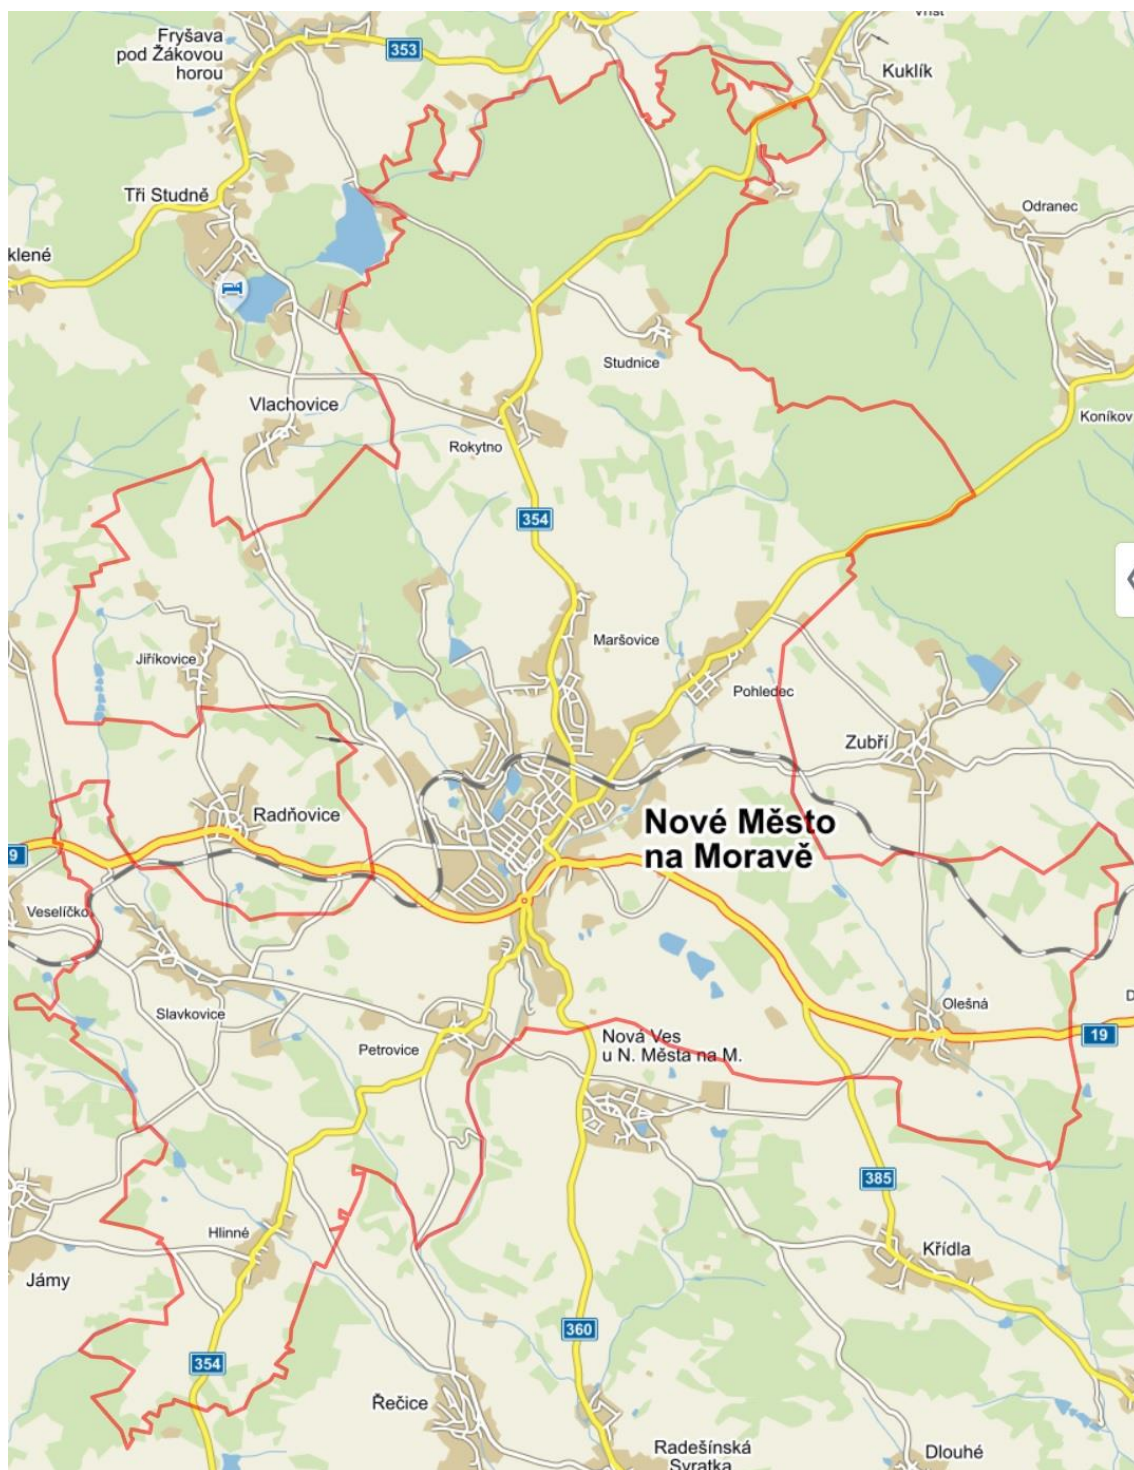 Vříšť
Fryšava
pod Žákovou
horou
353
Kuklík
Tři Studně
Odranec
klené
Studnice
Vlachovice
Koníkov
Rokytno
354
Maršovice
Jiříkovice
Pohledec
Zubří
Radňovice
Nové Město
na Moravě
9
Veselíčko
Olešná
D
Slavkovice
19
Petrovice
Nová Ves
u N. Města na M.
385
Hlinné
Křídla
Jámy
360
354
Řečice
Radešínská
Svratka
Dlouhé